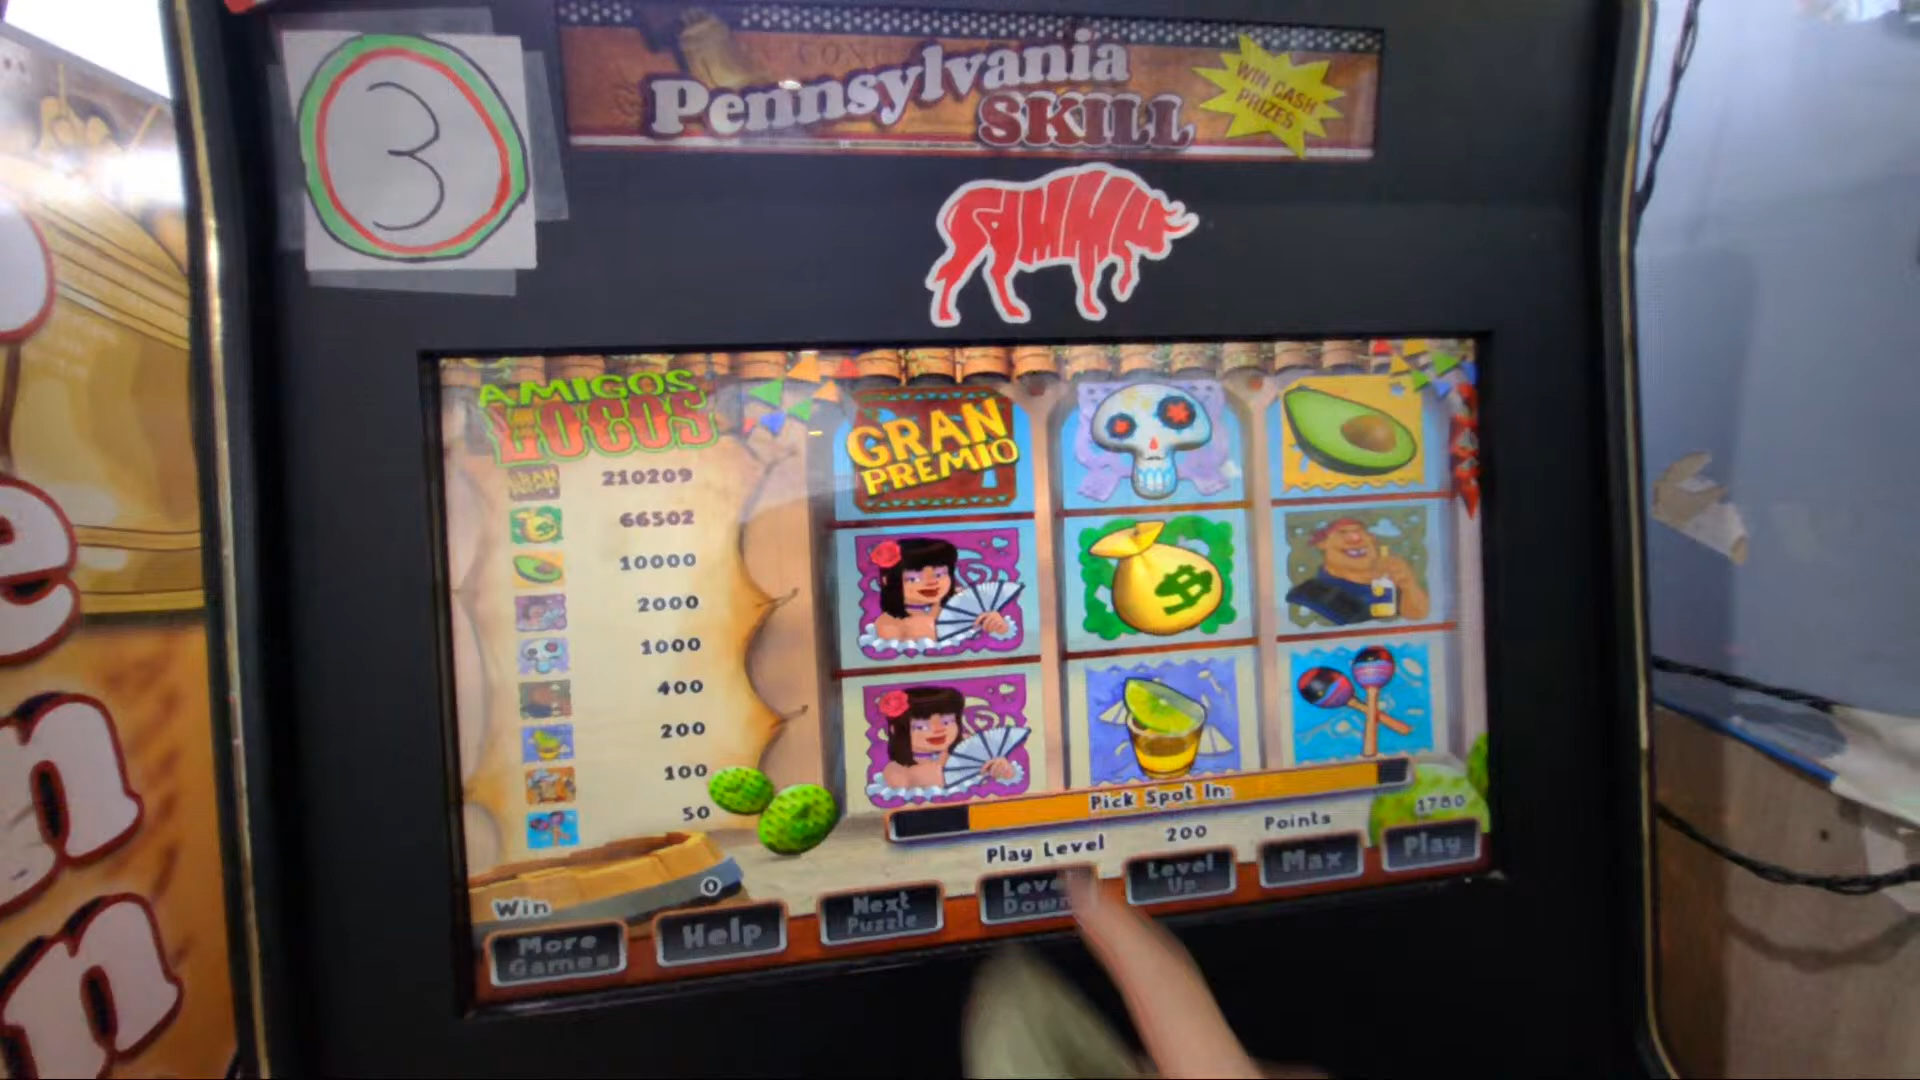 3
Pennsylvania
SKILL
WIN CASH
PRIZES
SAMMY
AMIGOS
LOCOS
GRAN
PREMIO
210209
66502
10000
2000
1000
400
200
100
50
$
Pick Spot In:
Play Level
200
Points
1780
Win
0
More
Games
Help
Next
Puzzle
Level
Down
Level
Up
Max
Play
e
n
n